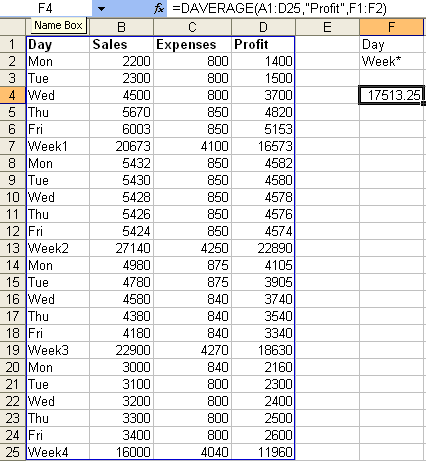 F4 fx =DAVERAGE(A1:D25,"Profit",F1:F2)
Name Box B C D E F
1 Day Sales Expenses Profit Day
2 Mon 2200 800 1400 Week*
3 Tue 2300 800 1500
4 Wed 4500 800 3700 17513.25
5 Thu 5670 850 4820
6 Fri 6003 850 5153
7 Week1 20673 4100 16573
8 Mon 5432 850 4582
9 Tue 5430 850 4580
10 Wed 5428 850 4578
11 Thu 5426 850 4576
12 Fri 5424 850 4574
13 Week2 27140 4250 22890
14 Mon 4980 875 4105
15 Tue 4780 875 3905
16 Wed 4580 840 3740
17 Thu 4380 840 3540
18 Fri 4180 840 3340
19 Week3 22900 4270 18630
20 Mon 3000 840 2160
21 Tue 3100 800 2300
22 Wed 3200 800 2400
23 Thu 3300 800 2500
24 Fri 3400 800 2600
25 Week4 16000 4040 11960